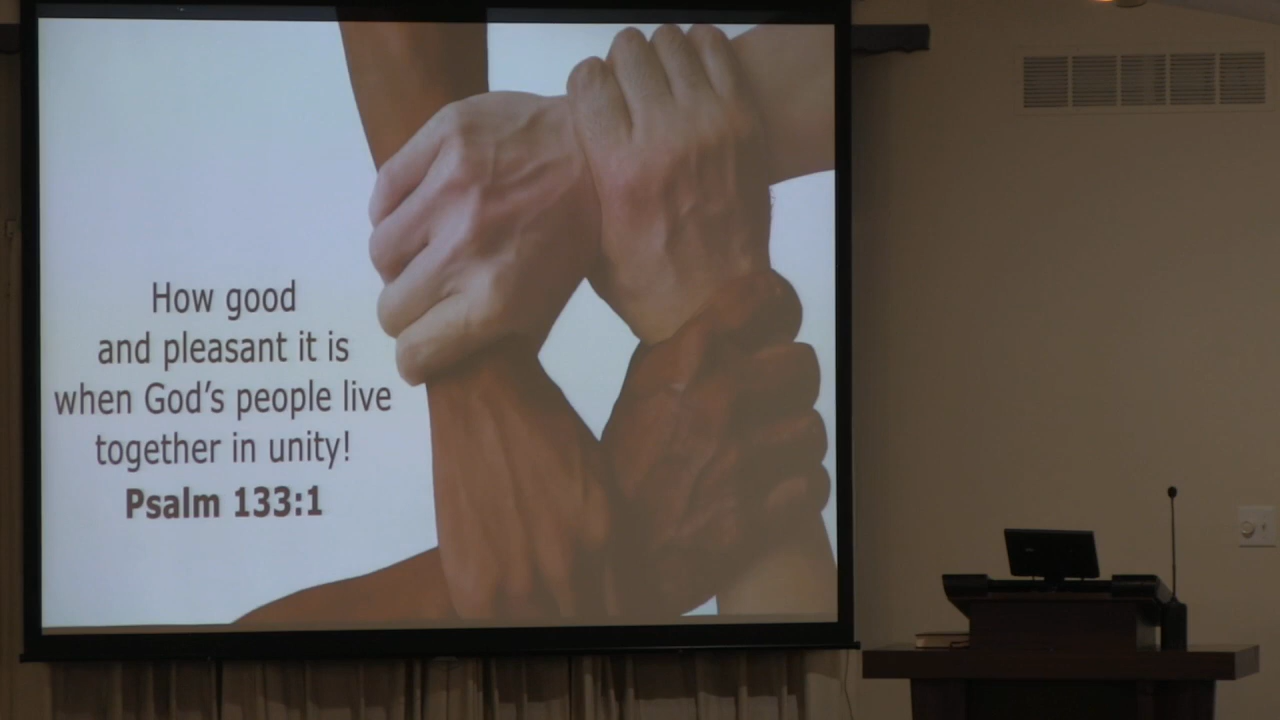 How good
and pleasant it is
when God's people live
together in unity!
Psalm 133:1